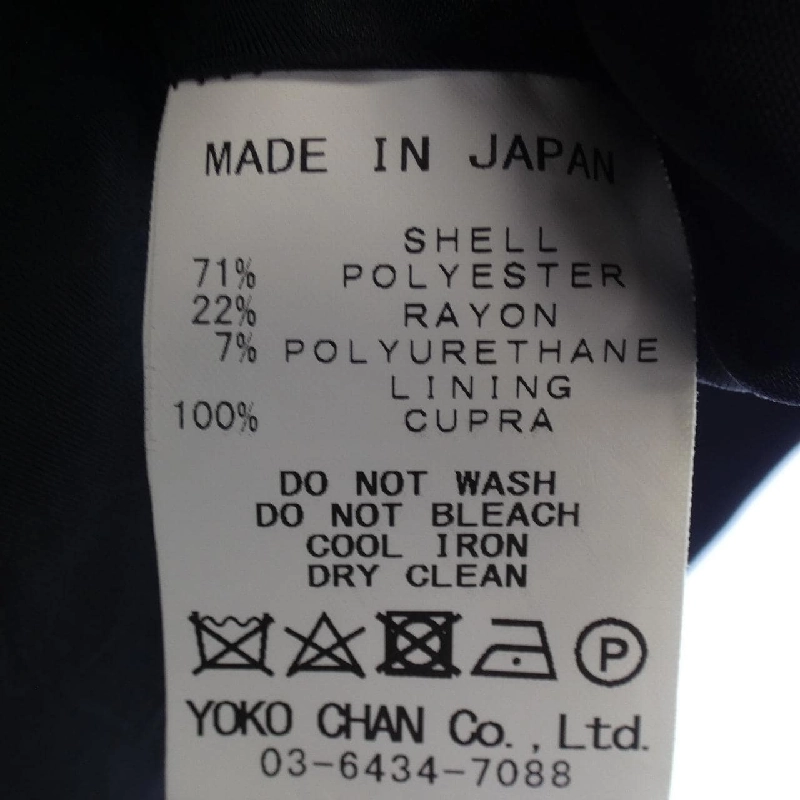 MADE IN JAPAN
SHELL
71% POLYESTER
22% RAYON
7% POLYURETHANE
LINING
100% CUPRA
DO NOT WASH
DO NOT BLEACH
COOL IRON
DRY CLEAN
P
YOKO CHAN Co., Ltd.
03-6434-7088